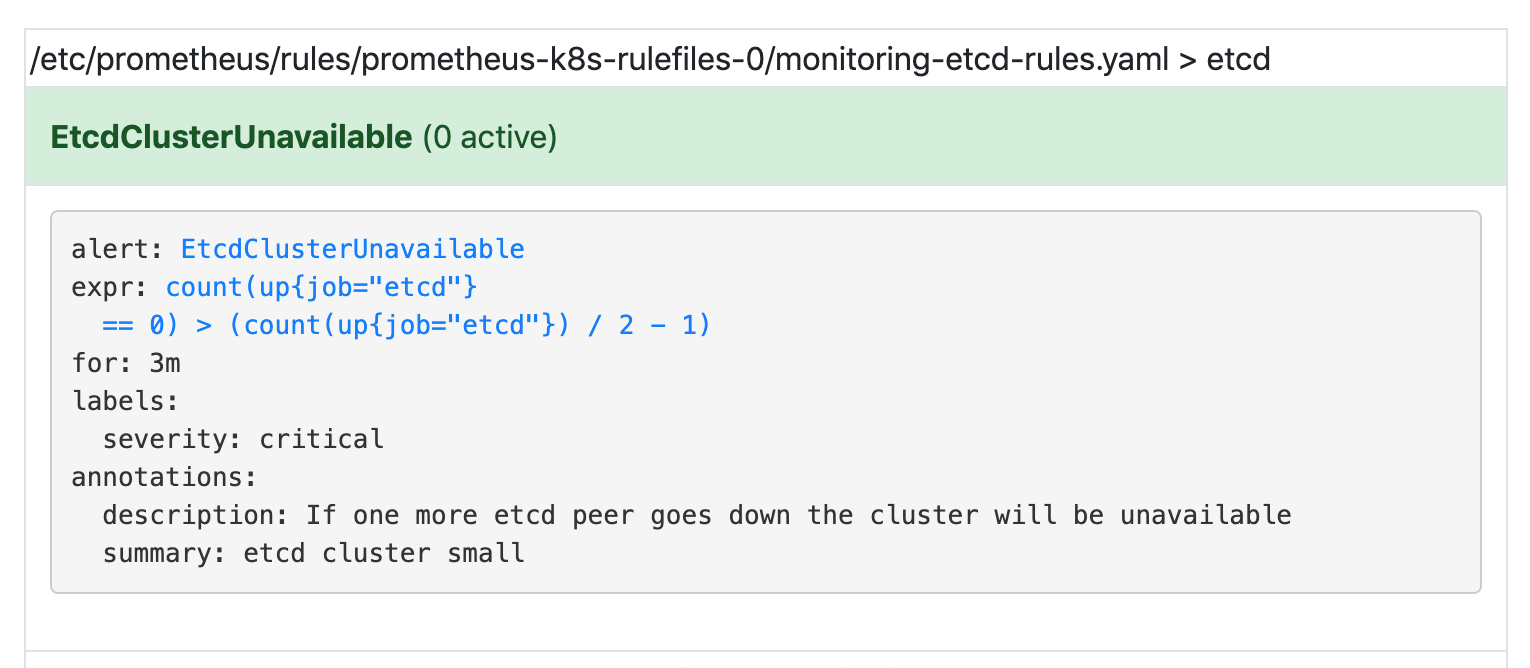 /etc/prometheus/rules/prometheus-k8s-rulefiles-0/monitoring-etcd-rules.yaml > etcd
EtcdClusterUnavailable (0 active)
alert: EtcdClusterUnavailable
expr: count(up{job="etcd"}
  == 0) > (count(up{job="etcd"}) / 2 - 1)
for: 3m
labels:
  severity: critical
annotations:
  description: If one more etcd peer goes down the cluster will be unavailable
  summary: etcd cluster small